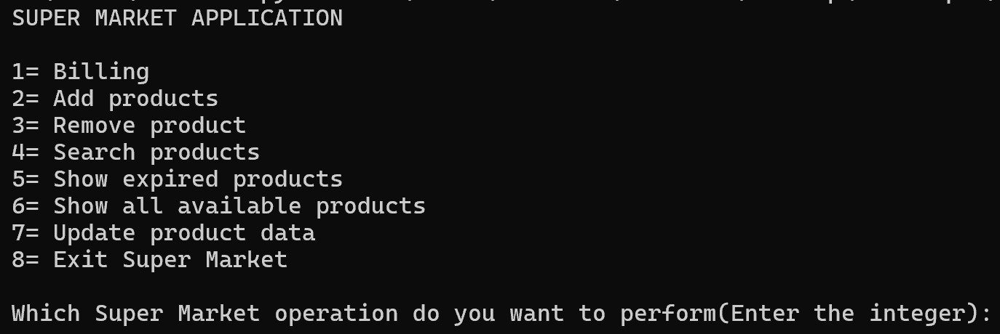 SUPER MARKET APPLICATION
1= Billing
2= Add products
3= Remove product
4= Search products
5= Show expired products
6= Show all available products
7= Update product data
8= Exit Super Market
Which Super Market operation do you want to perform(Enter the integer):